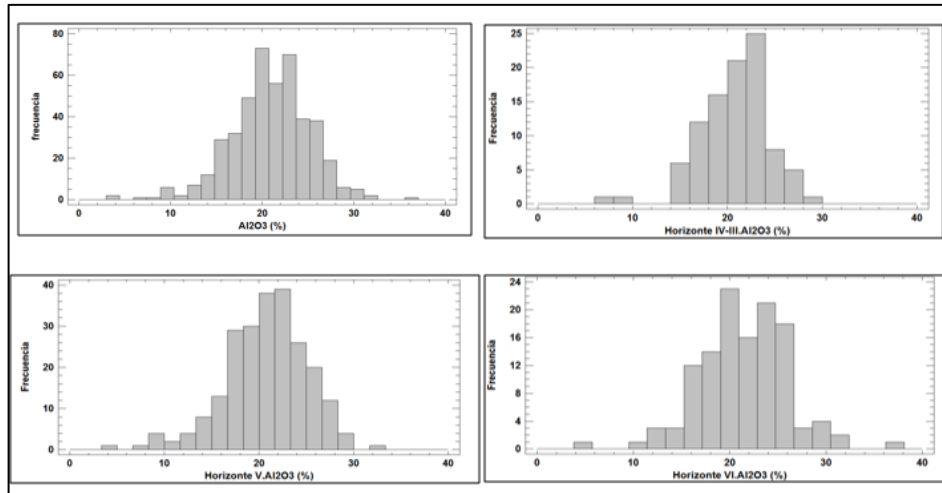 80
60
40
20
0
frecuencia
0 10 20 30 40
Al2O3 (%)
25
20
15
10
5
0
Frecuencia
0 10 20 30 40
Horizonte IV-III.Al2O3 (%)
40
30
20
10
0
Frecuencia
0 10 20 30 40
Horizonte V.Al2O3 (%)
24
20
16
12
8
4
0
Frecuencia
0 10 20 30 40
Horizonte VI.Al2O3 (%)